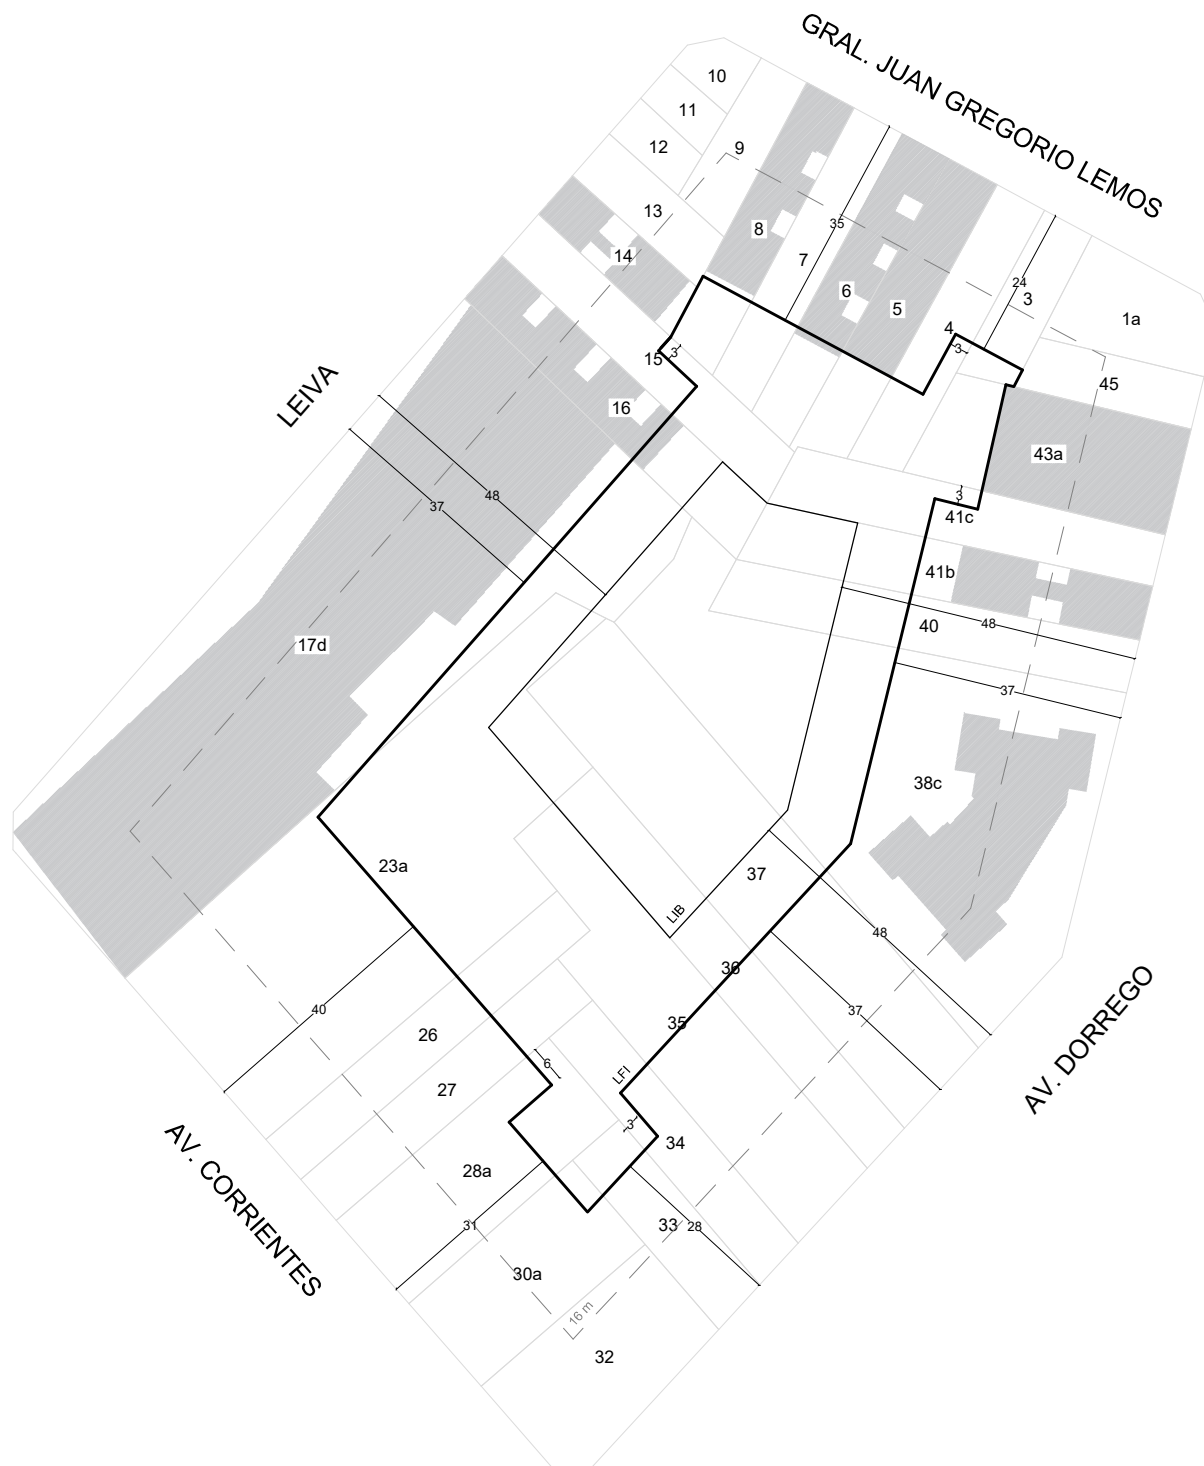 GRAL. JUAN GREGORIO LEMOS
10
11
12
9
13
8
35
14
7
24
3
6
5
1a
4
3
3
15
45
16
43a
LEIVA
48
37
3
41c
41b
40
48
17d
37
38c
23a
37
LIB
48
36
40
37
35
26
6
LFI
27
3
34
AV. DORREGO
28a
31
33
28
30a
AV. CORRIENTES
16 m
32